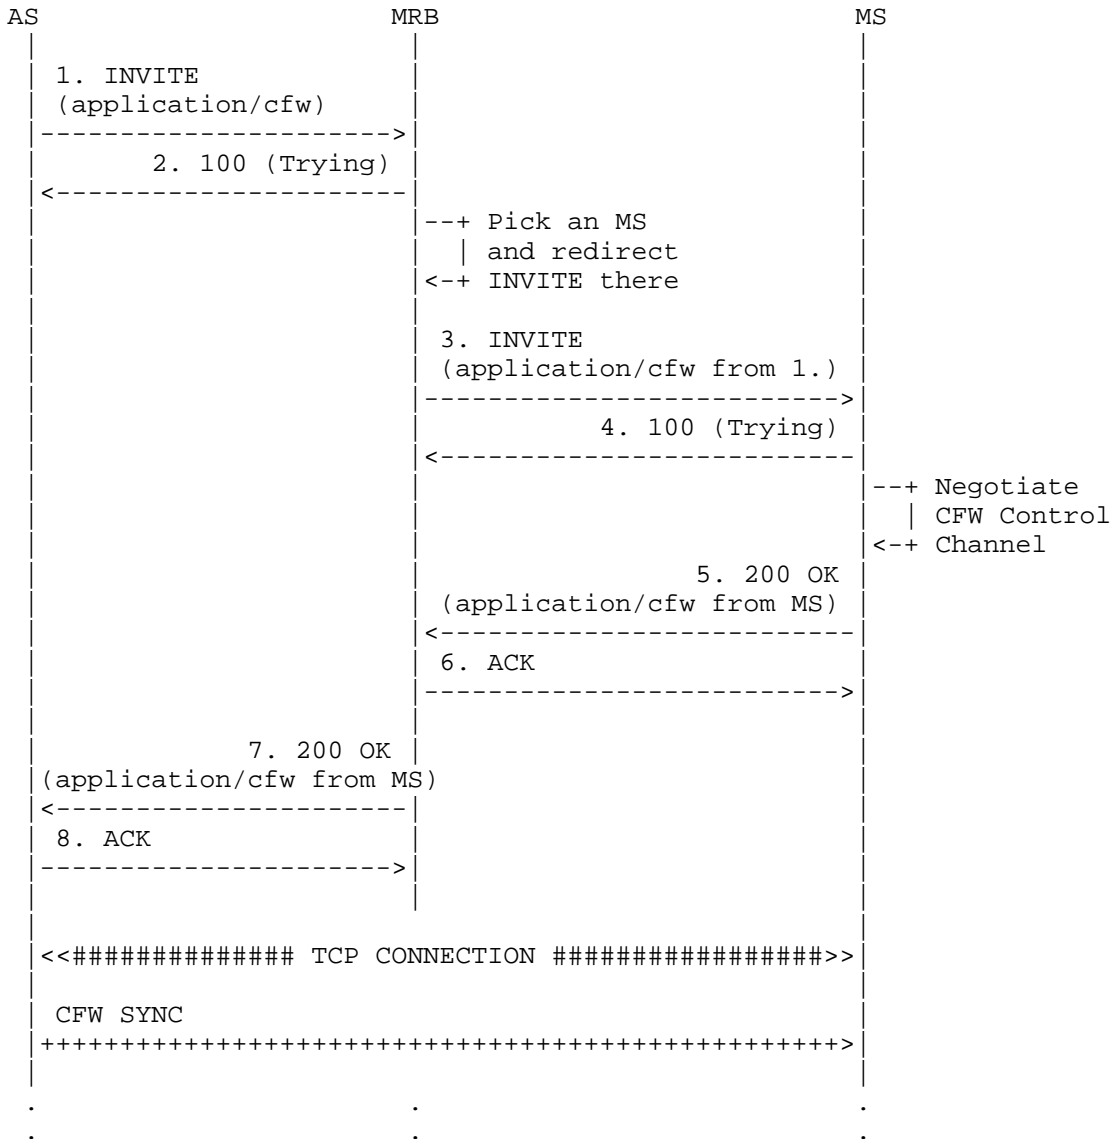 AS MRB MS
1. INVITE
(application/cfw)
---------------------->
2. 100 (Trying)
<----------------------
--+ Pick an MS
| and redirect
<-+ INVITE there
3. INVITE
(application/cfw from 1.)
-------------------------->
4. 100 (Trying)
<--------------------------
--+ Negotiate
| CFW Control
<-+ Channel
5. 200 OK
(application/cfw from MS)
<--------------------------
6. ACK
-------------------------->
7. 200 OK
(application/cfw from MS)
<----------------------
8. ACK
---------------------->
<<############## TCP CONNECTION #################>>
CFW SYNC
++++++++++++++++++++++++++++++++++++++++++++++++++>
. . .
. . .